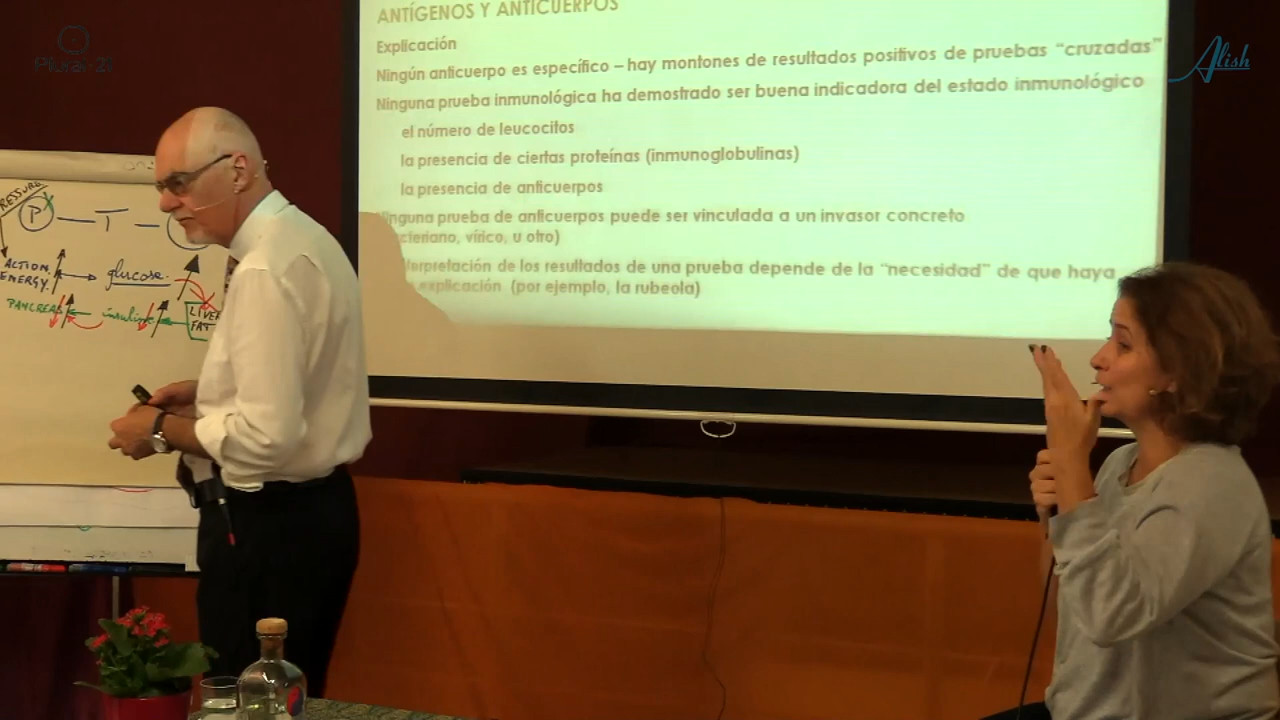 Plural-21
Alish
ANTÍGENOS Y ANTICUERPOS
Explicación
Ningún anticuerpo es específico – hay montones de resultados positivos de pruebas “cruzadas”
Ninguna prueba inmunológica ha demostrado ser buena indicadora del estado inmunológico
el número de leucocitos
la presencia de ciertas proteínas (inmunoglobulinas)
la presencia de anticuerpos
inguna prueba de anticuerpos puede ser vinculada a un invasor concreto
cteriano, vírico, u otro)
erpretación de los resultados de una prueba depende de la “necesidad” de que haya
explicación (por ejemplo, la rubeola)
RESSURE
P — T —
ACTION. glucose.
ENERGY.
PANCREAS insulin LIVER
FAT